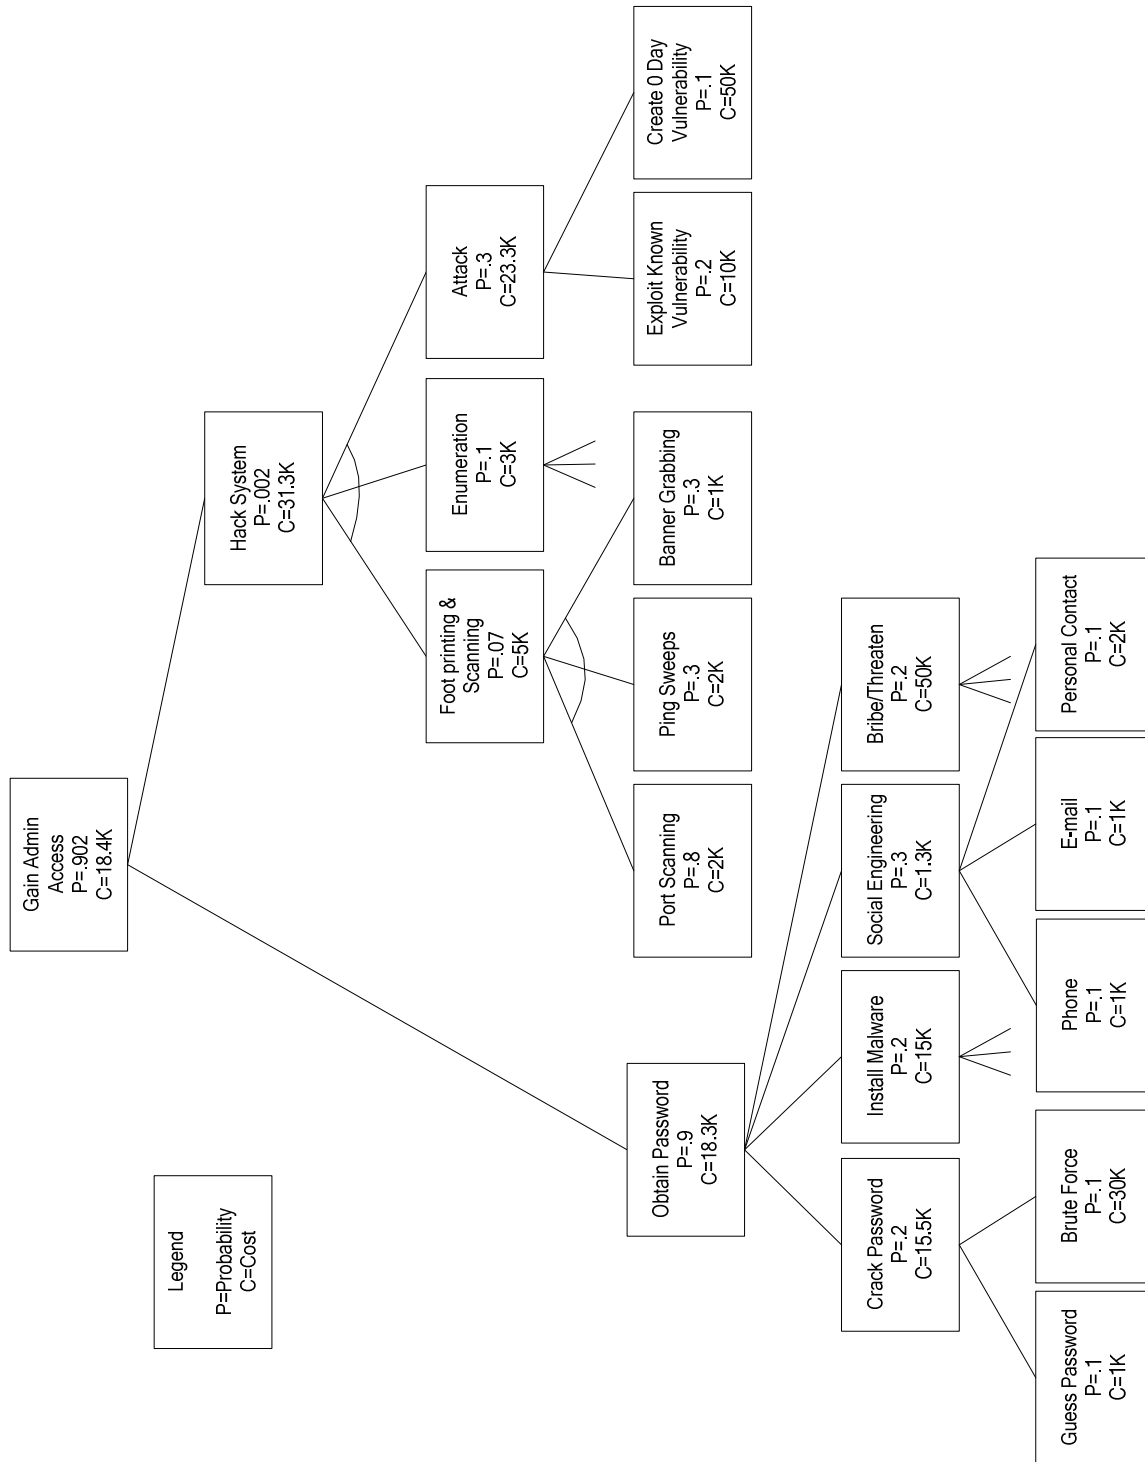 Legend
P=Probability
C=Cost
Gain Admin
Access
P=.902
C=18.4K
Hack System
P=.002
C=31.3K
Foot printing &
Scanning
P=.07
C=5K
Enumeration
P=.1
C=3K
Attack
P=.3
C=23.3K
Obtain Password
P=.9
C=18.3K
Port Scanning
P=.8
C=2K
Ping Sweeps
P=.3
C=2K
Banner Grabbing
P=.3
C=1K
Exploit Known
Vulnerability
P=.2
C=10K
Create 0 Day
Vulnerability
P=.1
C=50K
Crack Password
P=.2
C=15.5K
Install Malware
P=.2
C=15K
Social Engineering
P=.3
C=1.3K
Bribe/Threaten
P=.2
C=50K
Guess Password
P=.1
C=1K
Brute Force
P=.1
C=30K
Phone
P=.1
C=1K
E-mail
P=.1
C=1K
Personal Contact
P=.1
C=2K